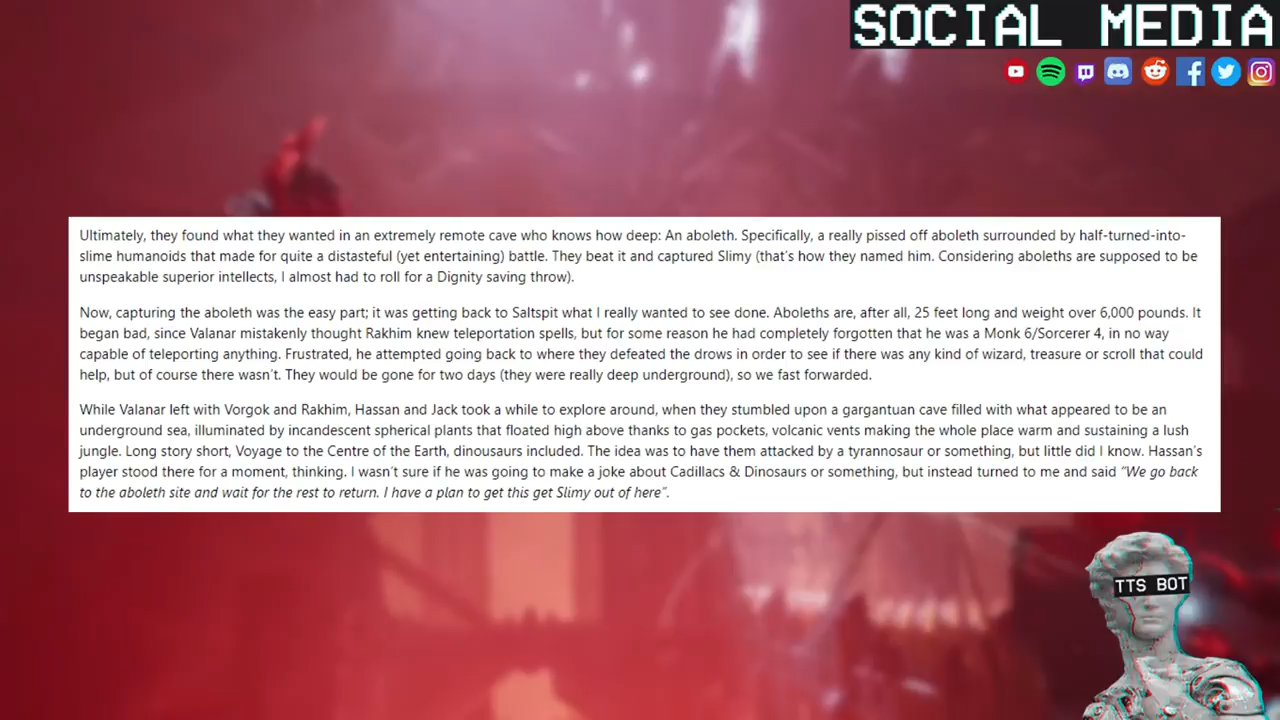 SOCIAL MEDIA
Ultimately, they found what they wanted in an extremely remote cave who knows how deep: An aboleth. Specifically, a really pissed off aboleth surrounded by half-turned-into-
slime humanoids that made for quite a distasteful (yet entertaining) battle. They beat it and captured Slimy (that's how they named him. Considering aboleths are supposed to be
unspeakable superior intellects, I almost had to roll for a Dignity saving throw).
Now, capturing the aboleth was the easy part; it was getting back to Saltspit what I really wanted to see done. Aboleths are, after all, 25 feet long and weight over 6,000 pounds. It
began bad, since Valanar mistakenly thought Rakhim knew teleportation spells, but for some reason he had completely forgotten that he was a Monk 6/Sorcerer 4, in no way
capable of teleporting anything. Frustrated, he attempted going back to where they defeated the drows in order to see if there was any kind of wizard, treasure or scroll that could
help, but of course there wasn't. They would be gone for two days (they were really deep underground), so we fast forwarded.
While Valanar left with Vorgok and Rakhim, Hassan and Jack took a while to explore around, when they stumbled upon a gargantuan cave filled with what appeared to be an
underground sea, illuminated by incandescent spherical plants that floated high above thanks to gas pockets, volcanic vents making the whole place warm and sustaining a lush
jungle. Long story short, Voyage to the Centre of the Earth, dinousaurs included. The idea was to have them attacked by a tyrannosaur or something, but little did I know. Hassan's
player stood there for a moment, thinking. I wasn't sure if he was going to make a joke about Cadillacs & Dinosaurs or something, but instead turned to me and said "We go back
to the aboleth site and wait for the rest to return. I have a plan to get this get Slimy out of here".
TTS BOT